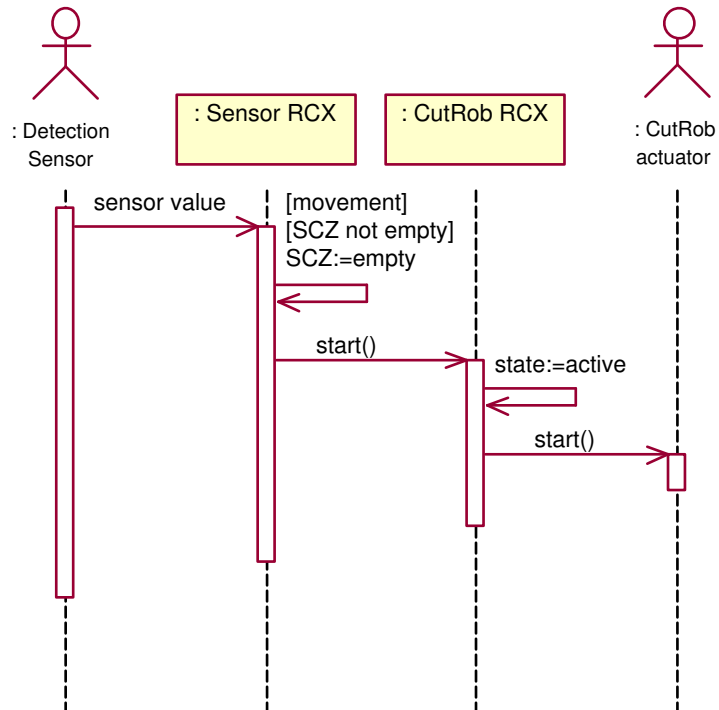 : Detection
Sensor
: Sensor RCX
: CutRob RCX
: CutRob
actuator
sensor value
[movement]
[SCZ not empty]
SCZ:=empty
start()
state:=active
start()